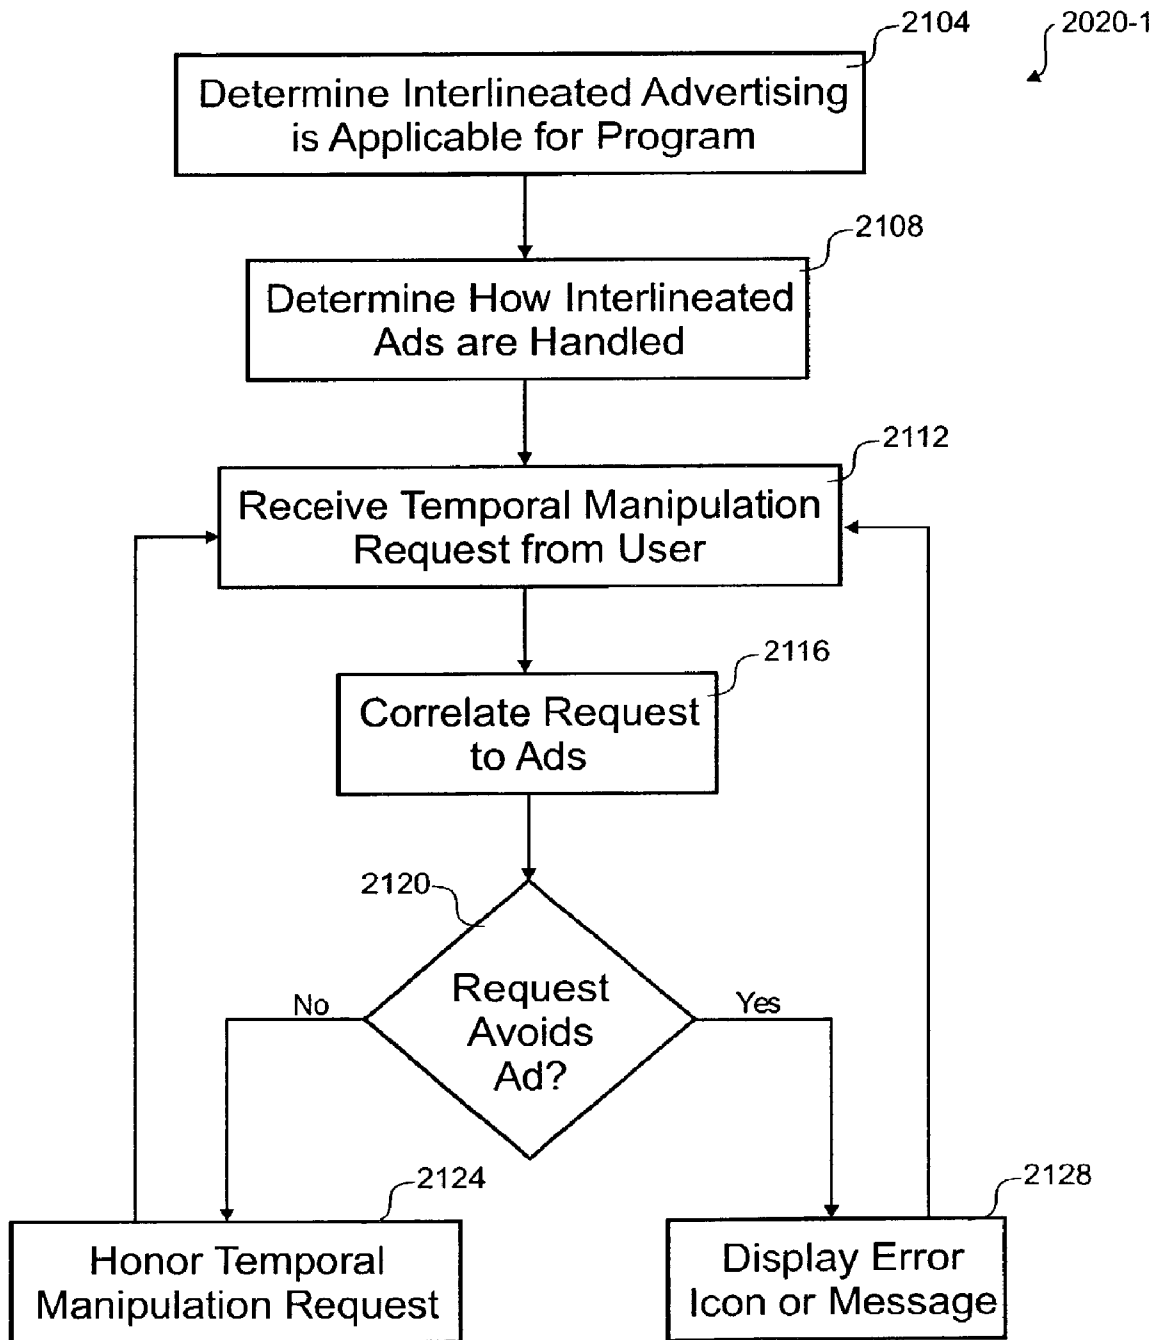 2104
2020-1
Determine Interlineated Advertising
is Applicable for Program
2108
Determine How Interlineated
Ads are Handled
2112
Receive Temporal Manipulation
Request from User
2116
Correlate Request
to Ads
2120
Request
Avoids
Ad?
No
Yes
2124
Honor Temporal
Manipulation Request
2128
Display Error
Icon or Message